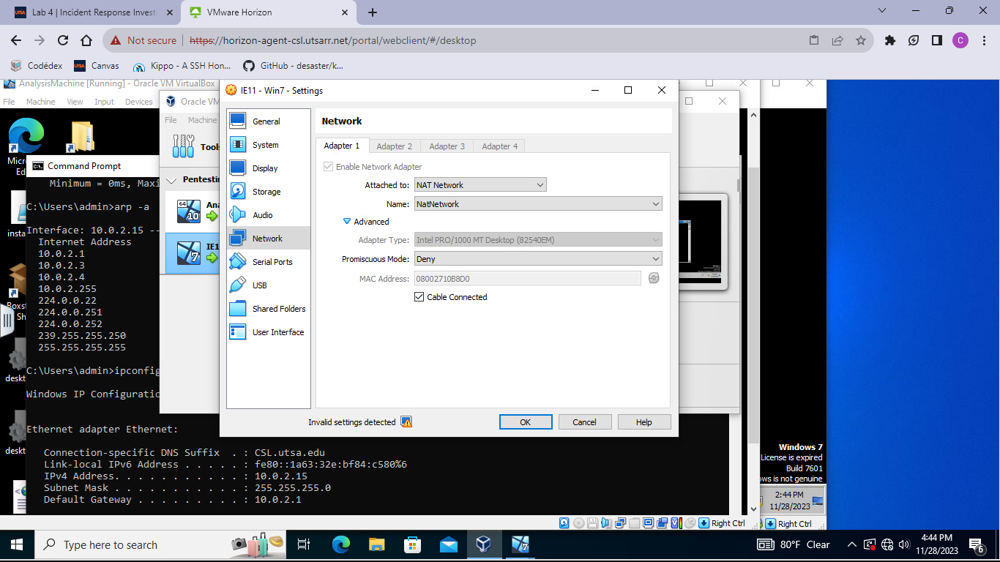 Lab 4 | Incident Response Invest
VMware Horizon
Not secure
https://horizon-agent-csl.utsarr.net/portal/webclient/#/desktop
C
Codédex
UTSA
Canvas
Kippo - A SSH Hon...
GitHub - desaster/k...
AnalysisMachine [Running] - Oracle VM VirtualBox
File Machine View Input Devices
Oracle VM
File Machine
Tools
Pentestin
64
10
Ana
7
IE1
Command Prompt
Minimum = 0ms, Maxi
C:\Users\admin>arp -a
Interface: 10.0.2.15 --
Internet Address
10.0.2.1
10.0.2.3
10.0.2.4
10.0.2.255
224.0.0.22
224.0.0.251
224.0.0.252
239.255.255.250
255.255.255.255
C:\Users\admin>ipconfig
Windows IP Configuratio
Ethernet adapter Ethernet:
Connection-specific DNS Suffix . : CSL.utsa.edu
Link-local IPv6 Address . . . . . : fe80::1a63:32e:bf84:c580%6
IPv4 Address. . . . . . . . . . . : 10.0.2.15
Subnet Mask . . . . . . . . . . . : 255.255.255.0
Default Gateway . . . . . . . . . : 10.0.2.1
Micr
Ed
insta
Boxst
Sh
deskt
deskt
IE11 - Win7 - Settings
General
System
Display
Storage
Audio
Network
Serial Ports
USB
Shared Folders
User Interface
Network
Adapter 1 Adapter 2 Adapter 3 Adapter 4
Enable Network Adapter
Attached to: NAT Network
Name: NatNetwork
Advanced
Adapter Type: Intel PRO/1000 MT Desktop (82540EM)
Promiscuous Mode: Deny
MAC Address: 08002710B8D0
Cable Connected
Invalid settings detected
OK Cancel Help
Windows 7
License is expired
Build 7601
ows is not genuine
2:44 PM
11/28/2023
Right Ctrl
Right Ctrl
Type here to search
80°F Clear
4:44 PM
11/28/2023
6